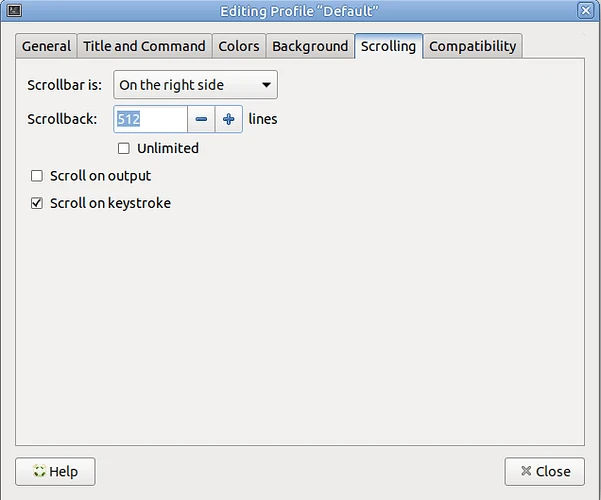 Editing Profile “Default”
General Title and Command Colors Background Scrolling Compatibility
Scrollbar is: On the right side
Scrollback: 512 lines
Unlimited
Scroll on output
Scroll on keystroke
Help Close